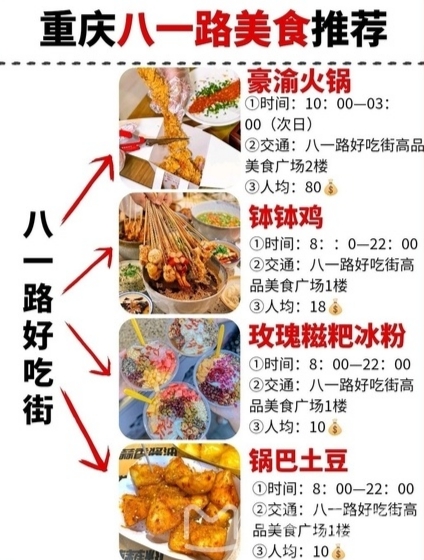 重庆八一路美食推荐
八一路好吃街
豪渝火锅
①时间：10：00—03：
00（次日）
②交通：八一路好吃街高品
美食广场2楼
③人均：80💰
钵钵鸡
①时间：8：：0—22：00
②交通：八一路好吃街高
品美食广场1楼
③人均：18💰
玫瑰糍粑冰粉
①时间：8：00—22：00
②交通：八一路好吃街高
品美食广场1楼
③人均：10💰
锅巴土豆
①时间：8：00—22：00
②交通：八一路好吃街高
品美食广场1楼
③人均：10💰